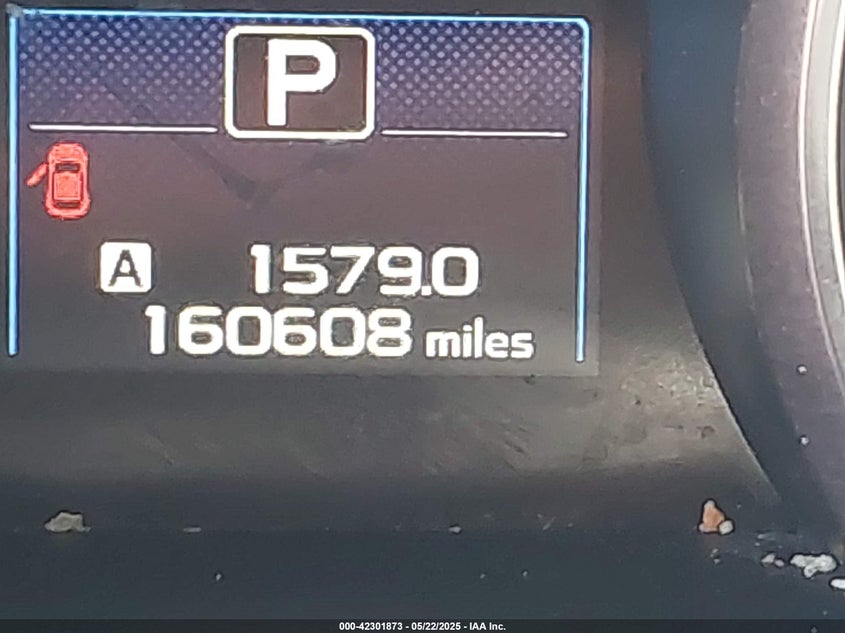 P
A 1579.0
160608 miles
000-42301873 - 05/22/2025 - IAA Inc.